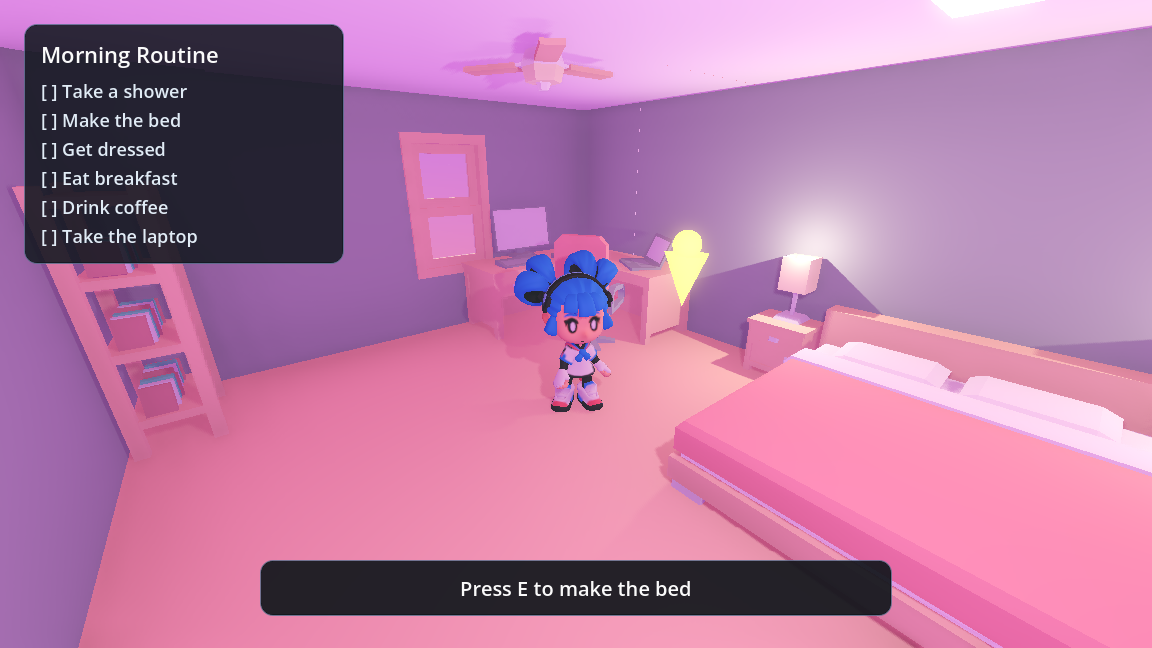 Morning Routine
[ ] Take a shower
[ ] Make the bed
[ ] Get dressed
[ ] Eat breakfast
[ ] Drink coffee
[ ] Take the laptop
Press E to make the bed